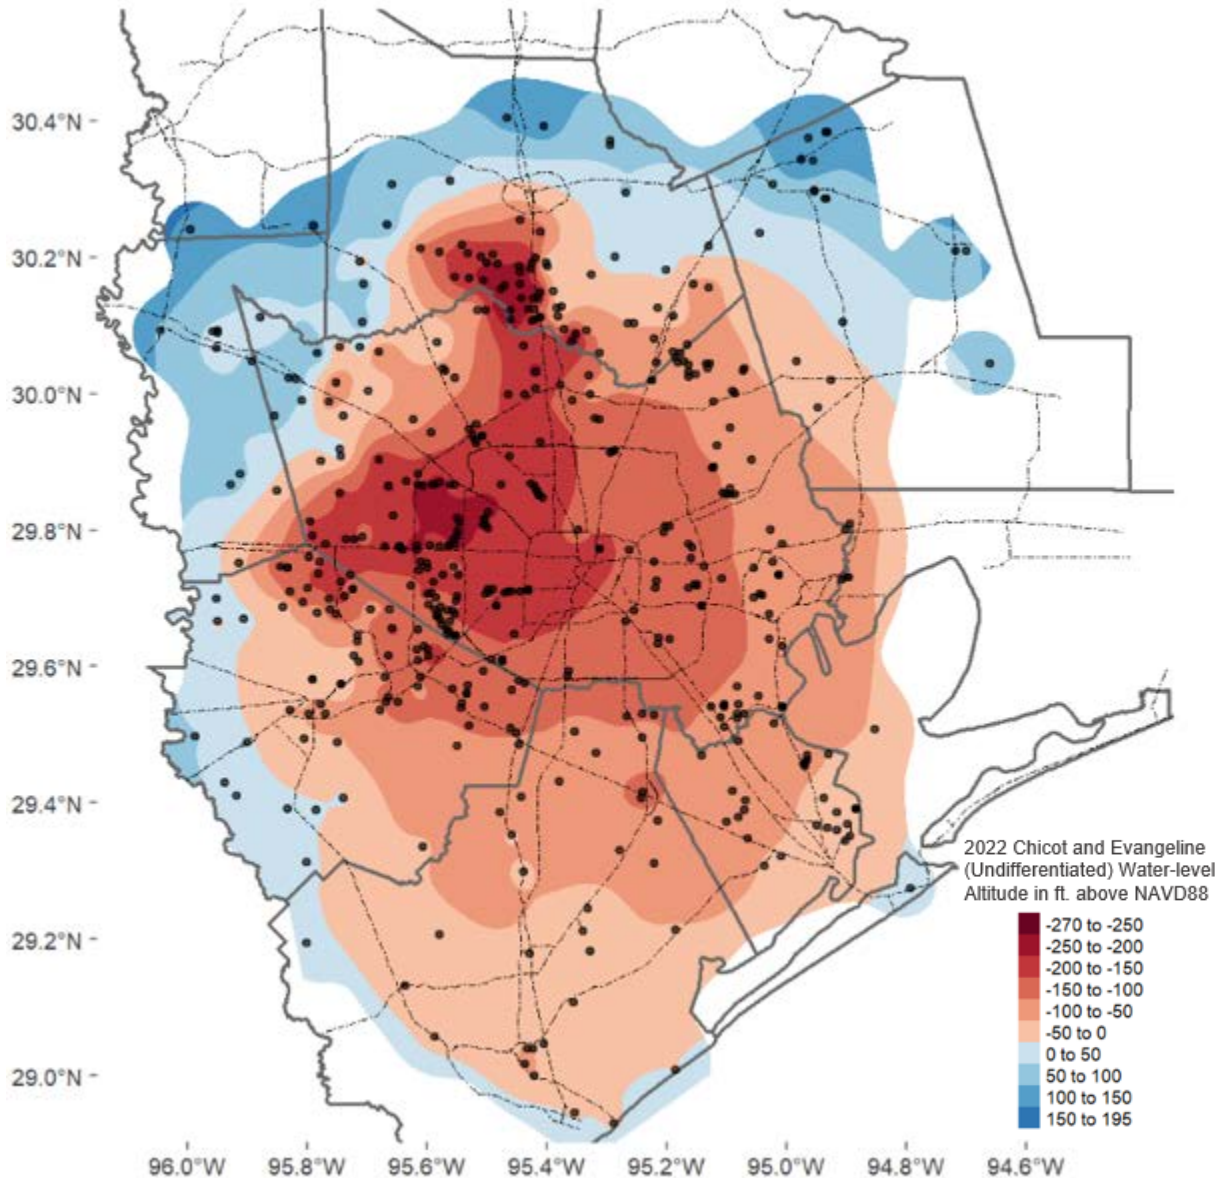 30.4°N
30.2°N
30.0°N
29.8°N
29.6°N
29.4°N
29.2°N
29.0°N
2022 Chicot and Evangeline
(Undifferentiated) Water-level
Altitude in ft. above NAVD88
-270 to -250
-250 to -200
-200 to -150
-150 to -100
-100 to -50
-50 to 0
0 to 50
50 to 100
100 to 150
150 to 195
96.0°W 95.8°W 95.6°W 95.4°W 95.2°W 95.0°W 94.8°W 94.6°W